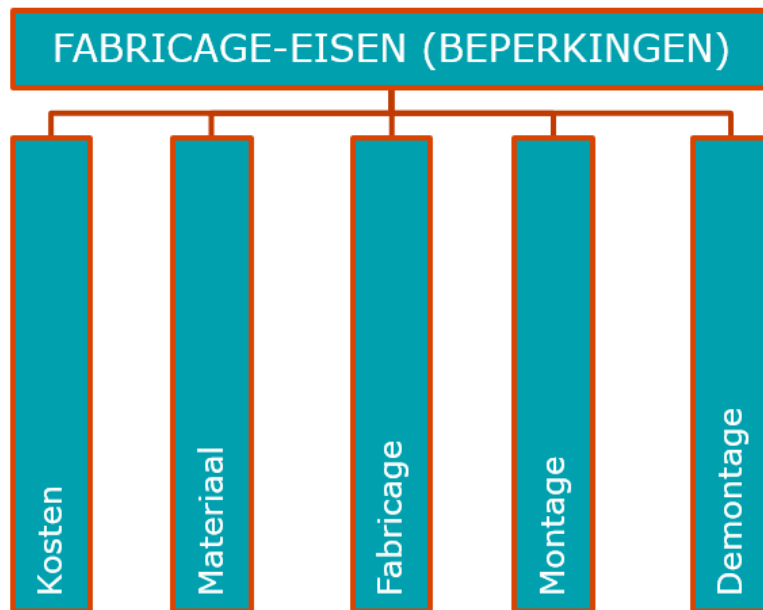 FABRICAGE-EISEN (BEPERKINGEN)
Kosten
Materiaal
Fabricage
Montage
Demontage